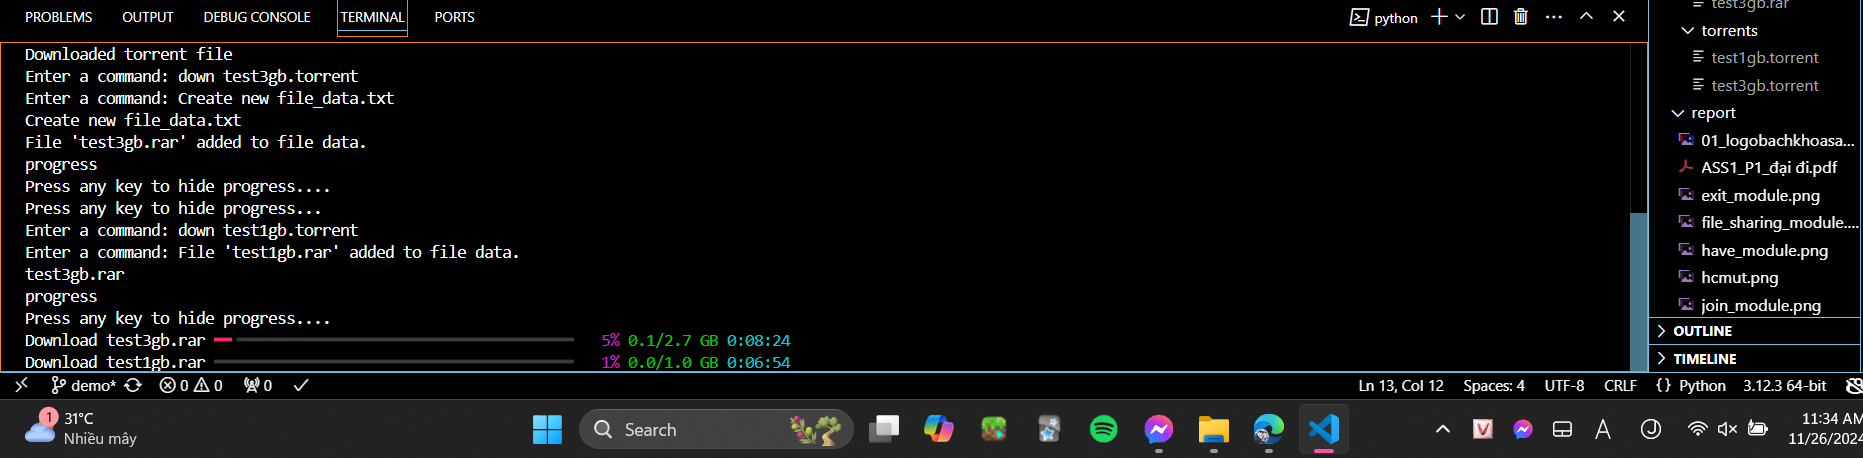 PROBLEMS OUTPUT DEBUG CONSOLE TERMINAL PORTS
python
Downloaded torrent file
Enter a command: down test3gb.torrent
Enter a command: Create new file_data.txt
Create new file_data.txt
File 'test3gb.rar' added to file data.
progress
Press any key to hide progress....
Press any key to hide progress...
Enter a command: down test1gb.torrent
Enter a command: File 'test1gb.rar' added to file data.
test3gb.rar
progress
Press any key to hide progress....
Download test3gb.rar 5% 0.1/2.7 GB 0:08:24
Download test1gb.rar 1% 0.0/1.0 GB 0:06:54
test3gb.rar
torrents
test1gb.torrent
test3gb.torrent
report
01_logobachkhoasa...
ASS1_P1_đại đi.pdf
exit_module.png
file_sharing_module....
have_module.png
hcmut.png
join_module.png
OUTLINE
TIMELINE
demo* 0 0 0 Ln 13, Col 12 Spaces: 4 UTF-8 CRLF {} Python 3.12.3 64-bit
1
31°C
Nhiều mây
Search
11:34 AM
11/26/2024